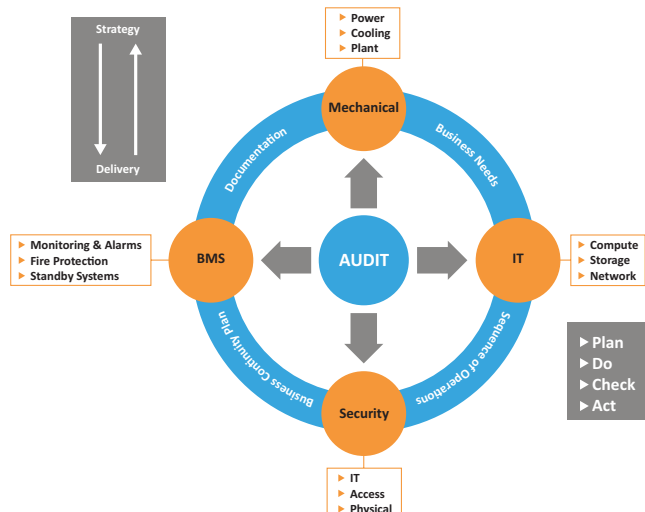 Strategy
Delivery
Power
Cooling
Plant
Mechanical
Documentation
Business Needs
Monitoring & Alarms
Fire Protection
Standby Systems
BMS
AUDIT
IT
Compute
Storage
Network
Business Continuity Plan
Sequence of Operations
Plan
Do
Check
Act
Security
IT
Access
Physical